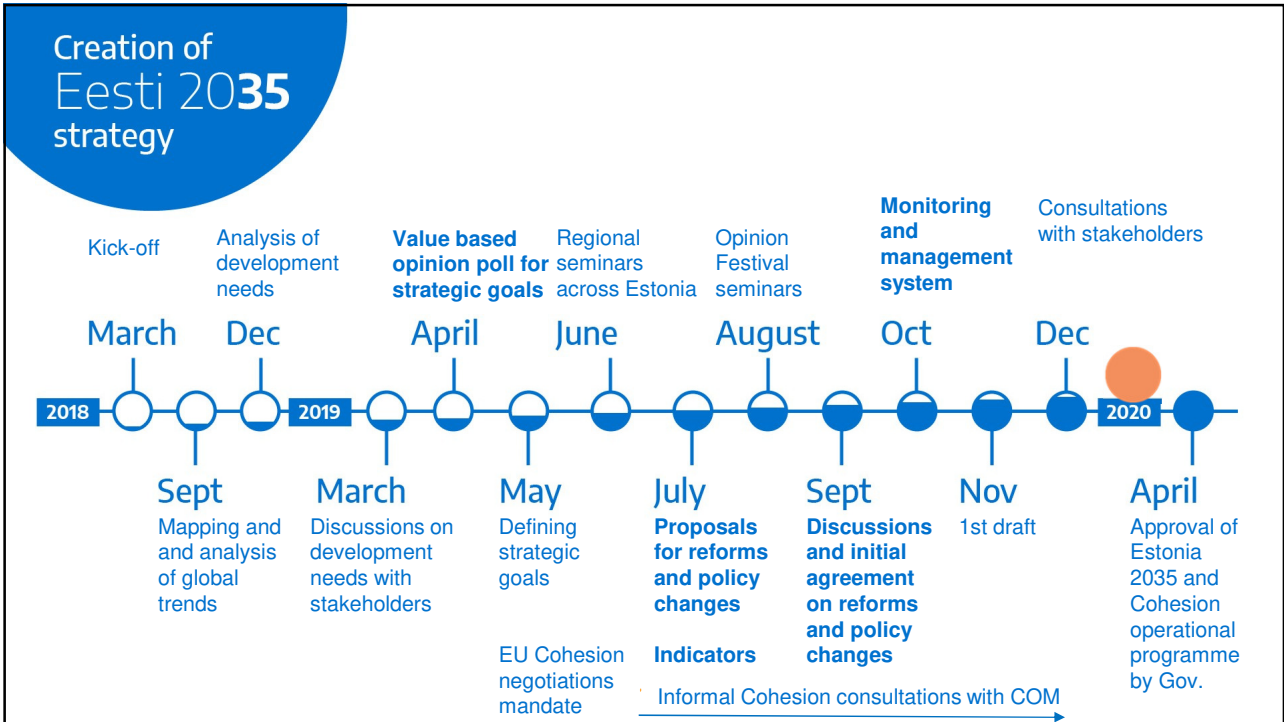 Creation of
Eesti 2035
strategy
Kick-off
Analysis of
development
needs
Value based
opinion poll for
strategic goals
Regional
seminars
across Estonia
Opinion
Festival
seminars
Monitoring
and
management
system
Consultations
with stakeholders
March
Dec
April
June
August
Oct
Dec
2018
2019
2020
Sept
Mapping and
and analysis
of global
trends
March
Discussions on
development
needs with
stakeholders
May
Defining
strategic
goals
EU Cohesion
negotiations
mandate
July
Proposals
for reforms
and policy
changes
Indicators
Sept
Discussions
and initial
agreement
on reforms
and policy
changes
Nov
1st draft
April
Approval of
Estonia
2035 and
Cohesion
operational
programme
by Gov.
Informal Cohesion consultations with COM